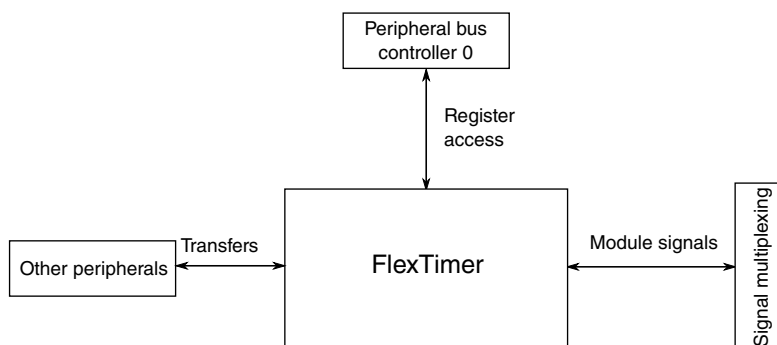 Peripheral bus
controller 0
Register
access
Transfers
Other peripherals
FlexTimer
Module signals
Signal multiplexing